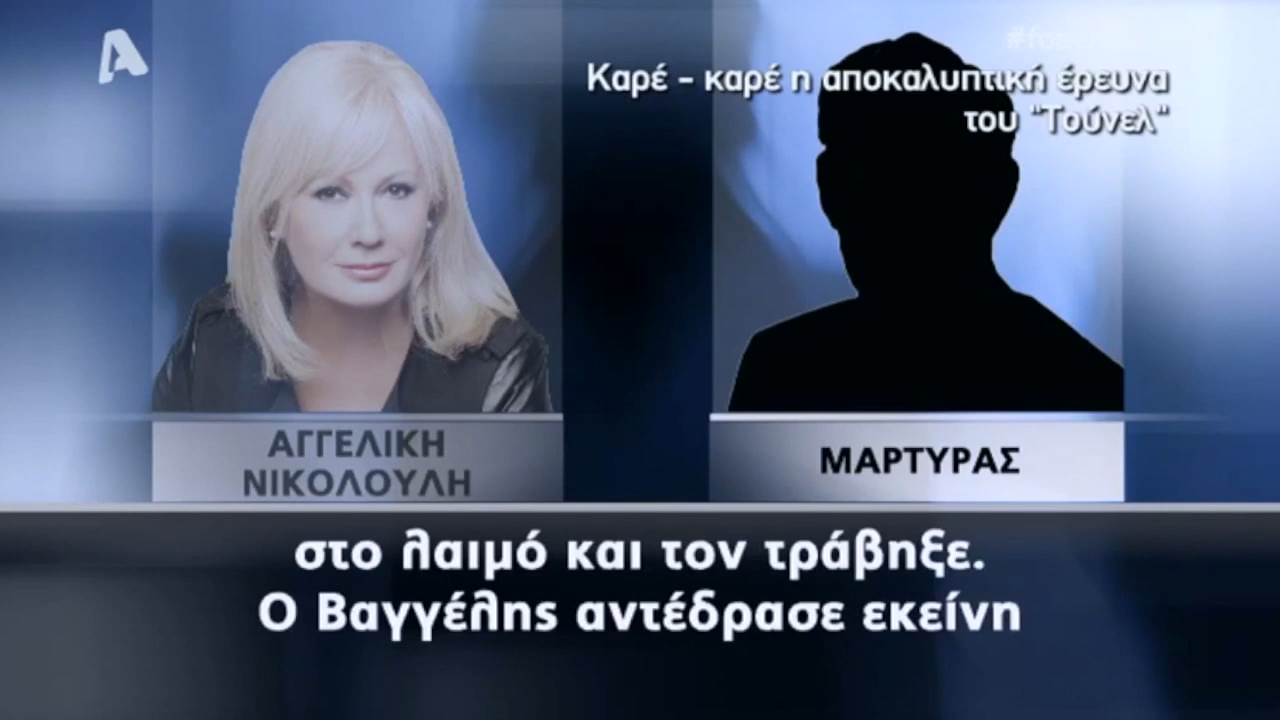 Καρέ – καρέ η αποκαλυπτική έρευνα
του "Τούνελ"
ΑΓΓΕΛΙΚΗ
ΝΙΚΟΛΟΥΛΗ
ΜΑΡΤΥΡΑΣ
στο λαιμό και τον τράβηξε.
Ο Βαγγέλης αντέδρασε εκείνη